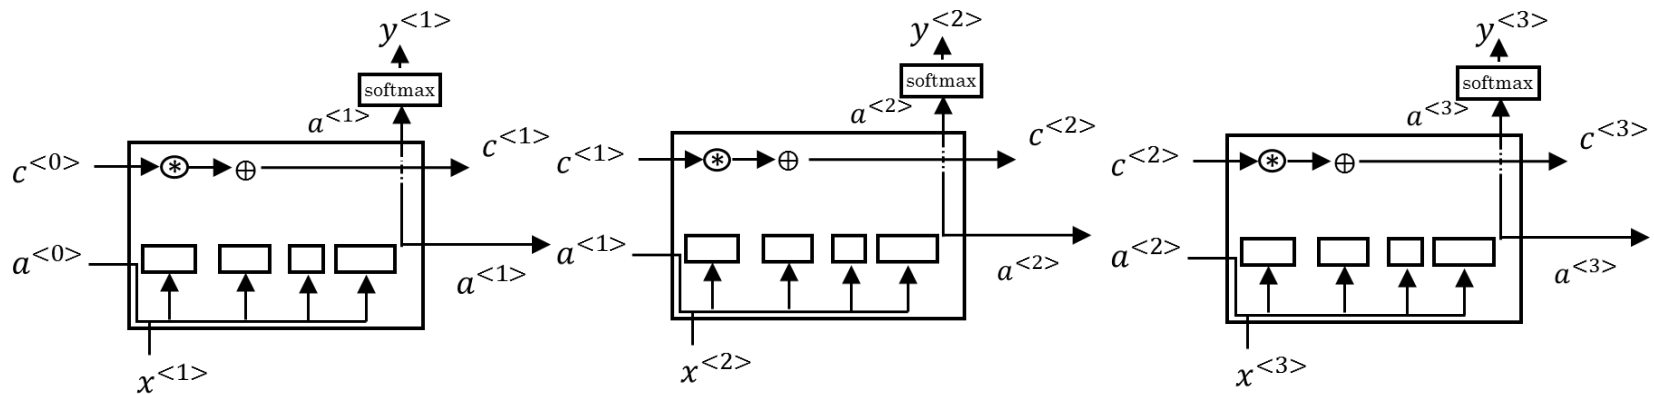 y<1>
softmax
a<1>
c<0>
*
⊕
c<1>
a<0>
a<1>
x<1>
y<2>
softmax
a<2>
c<1>
*
⊕
c<2>
a<1>
a<2>
x<2>
y<3>
softmax
a<3>
c<2>
*
⊕
c<3>
a<2>
a<3>
x<3>